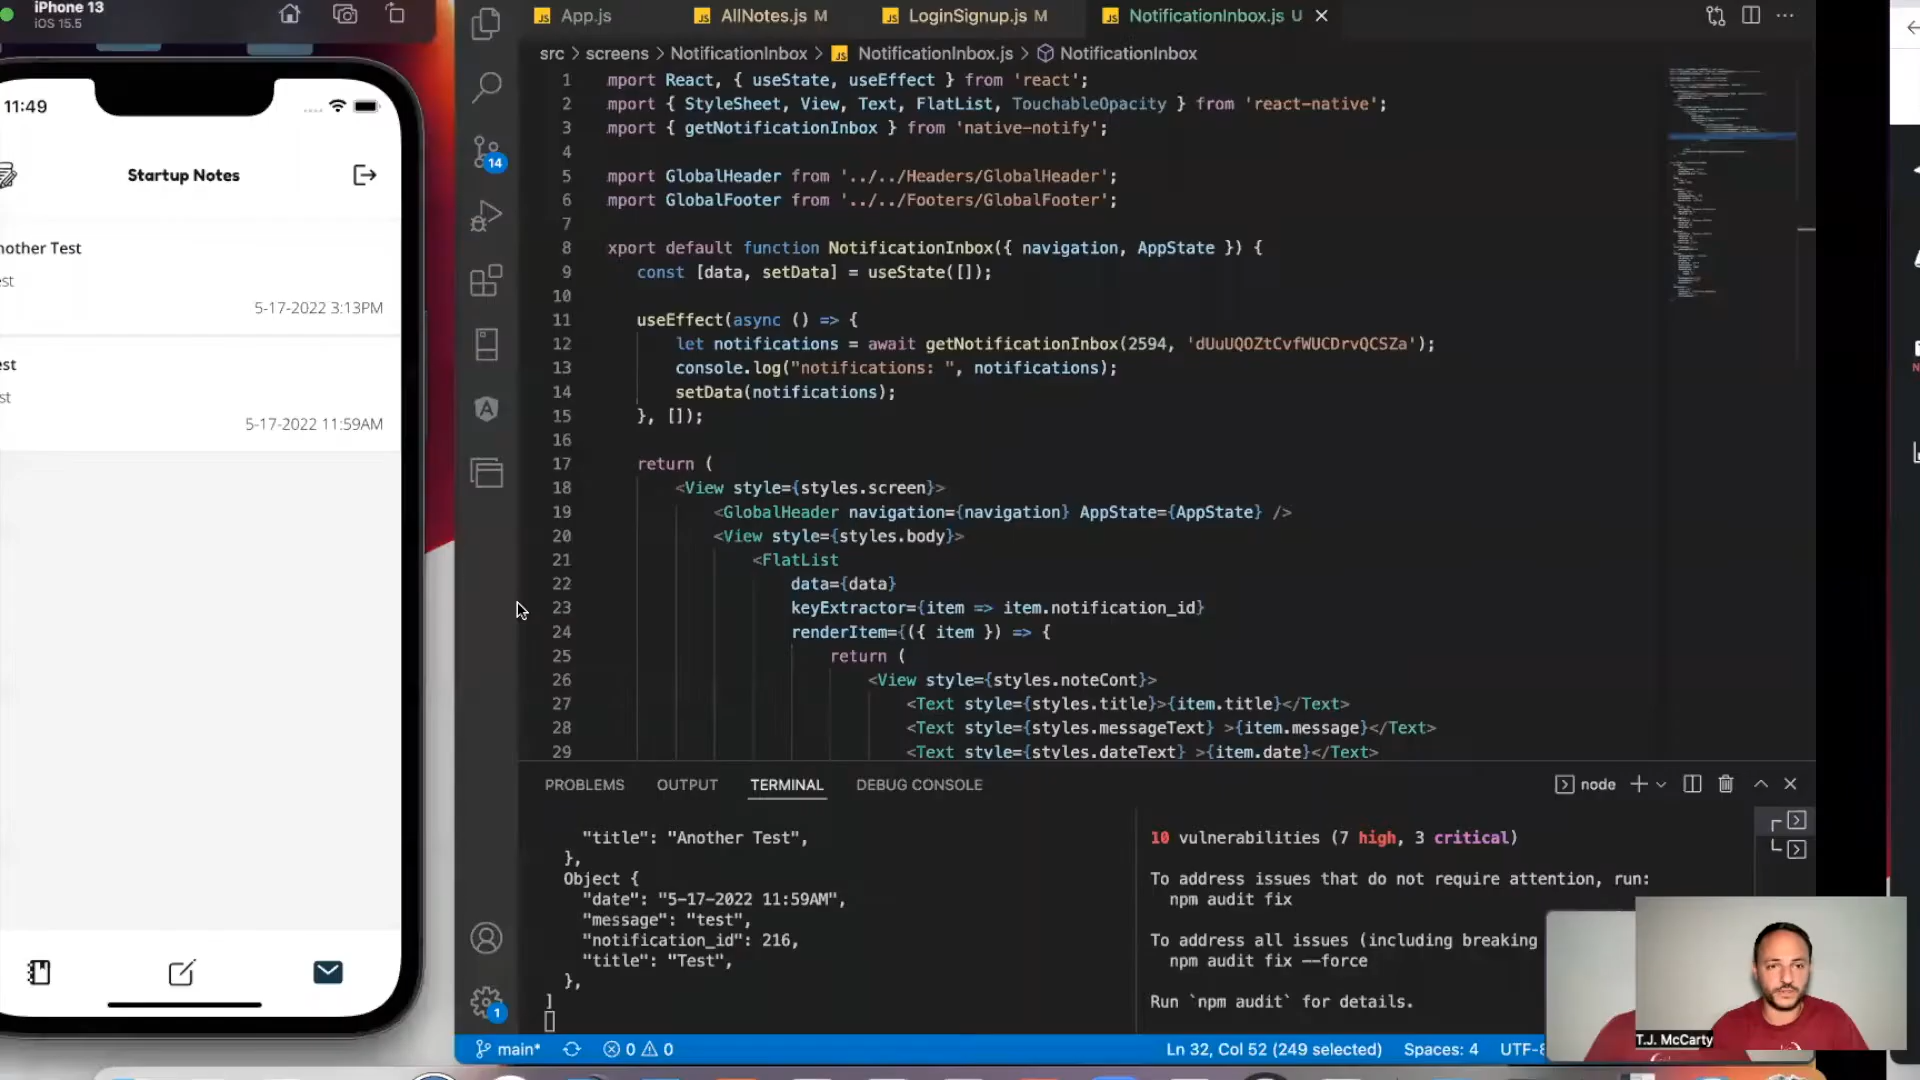 iPhone 13
iOS 15.5
11:49
Startup Notes
nother Test
est
5-17-2022 3:13PM
est
st
5-17-2022 11:59AM
App.js
AllNotes.js M
LoginSignup.js M
NotificationInbox.js U
src > screens > NotificationInbox > NotificationInbox.js > NotificationInbox
14
1 mport React, { useState, useEffect } from 'react';
2 mport { StyleSheet, View, Text, FlatList, TouchableOpacity } from 'react-native';
3 mport { getNotificationInbox } from 'native-notify';
4
5 mport GlobalHeader from '../../Headers/GlobalHeader';
6 mport GlobalFooter from '../../Footers/GlobalFooter';
7
8 xport default function NotificationInbox({ navigation, AppState }) {
9 const [data, setData] = useState([]);
10
11 useEffect(async () => {
12 let notifications = await getNotificationInbox(2594, 'dUuUQOZtCvfWUCDrvQCSZa');
13 console.log("notifications: ", notifications);
14 setData(notifications);
15 }, []);
16
17 return (
18 <View style={styles.screen}>
19 <GlobalHeader navigation={navigation} AppState={AppState} />
20 <View style={styles.body}>
21 <FlatList
22 data={data}
23 keyExtractor={item => item.notification_id}
24 renderItem={({ item }) => {
25 return (
26 <View style={styles.noteCont}>
27 <Text style={styles.title}>{item.title}</Text>
28 <Text style={styles.messageText} >{item.message}</Text>
29 <Text style={styles.dateText} >{item.date}</Text>
PROBLEMS OUTPUT TERMINAL DEBUG CONSOLE
node
"title": "Another Test",
},
Object {
"date": "5-17-2022 11:59AM",
"message": "test",
"notification_id": 216,
"title": "Test",
},
]
10 vulnerabilities (7 high, 3 critical)
To address issues that do not require attention, run:
npm audit fix
To address all issues (including breaking
npm audit fix --force
Run `npm audit` for details.
1
main*
0 0
Ln 32, Col 52 (249 selected)
Spaces: 4
UTF-8
T.J. McCarty